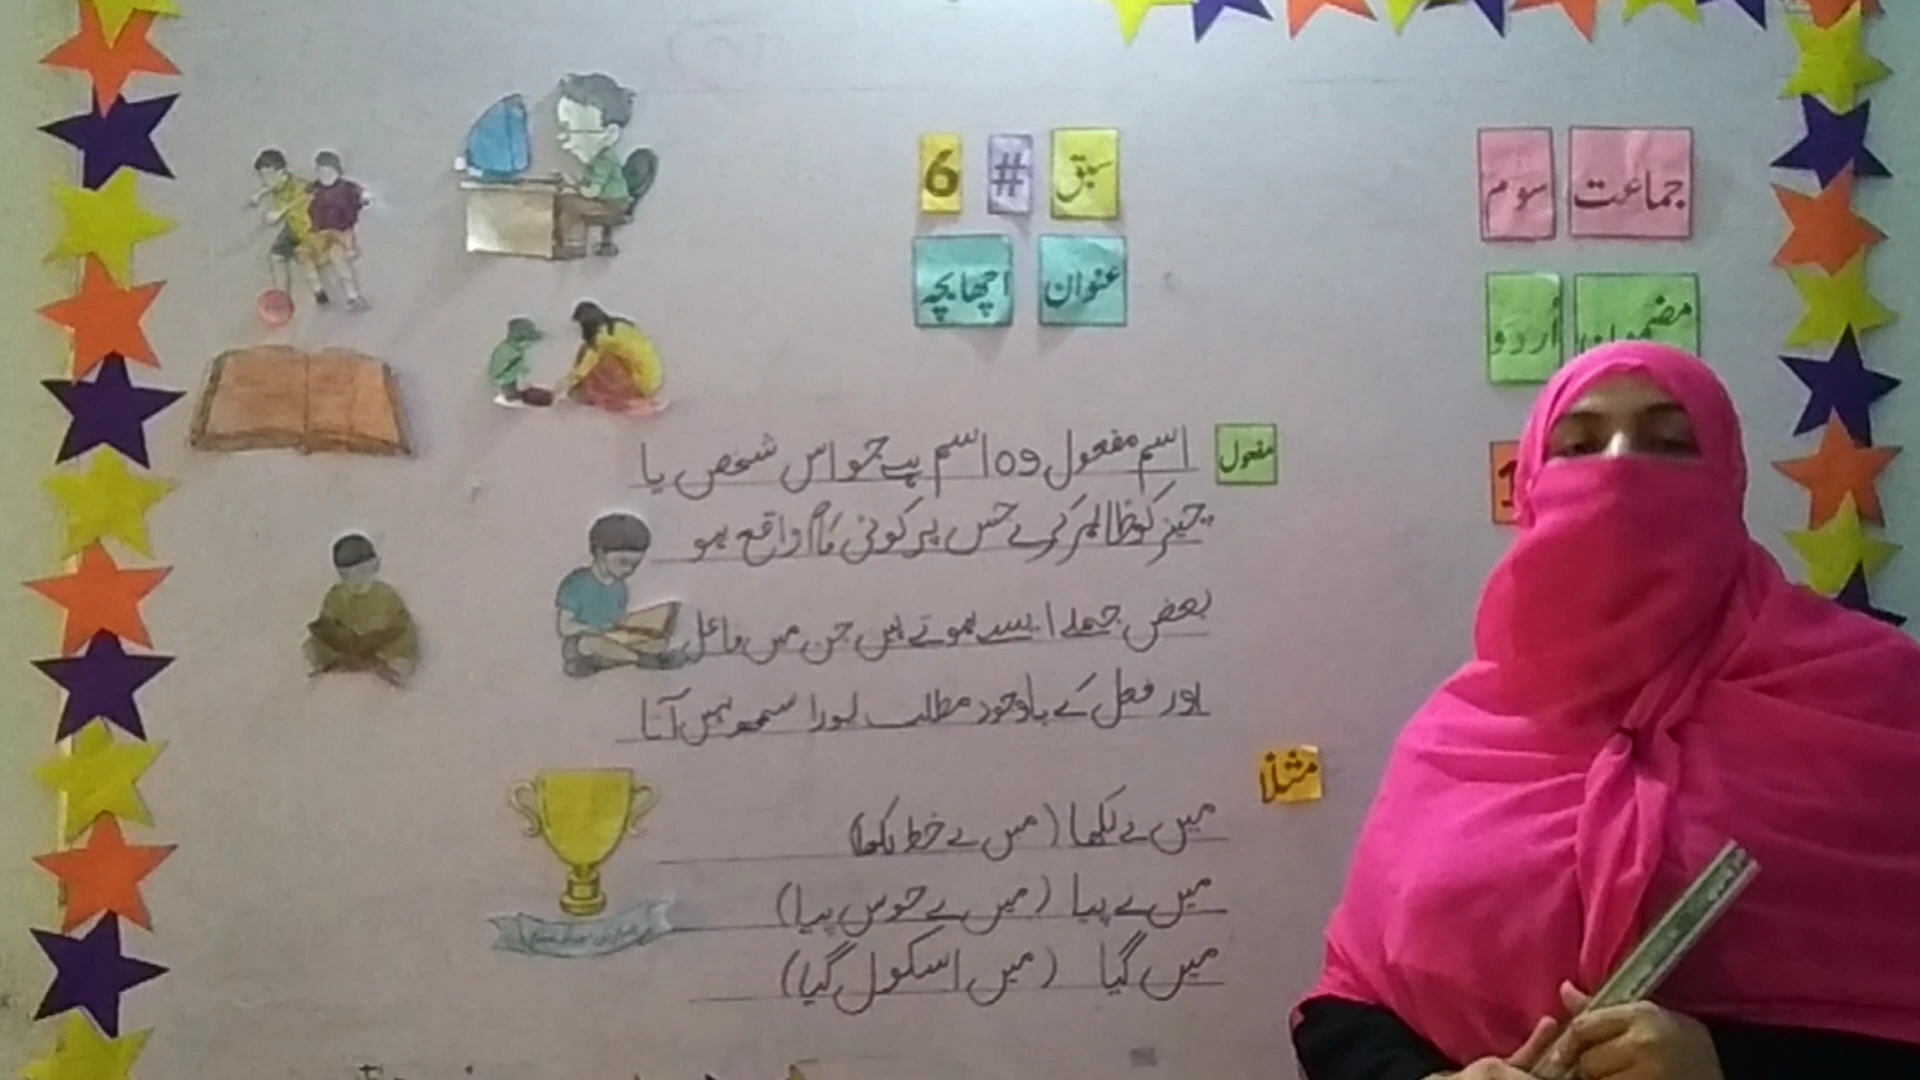 جماعت سوم
مضمون اُردو
سبق # 6
عنوان اچھا بچہ
1
مفعول
اسم مفعول وہ اسم ہے جو اس شخص یا
چیز کو ظاہر کرے جس پر کوئی کام واقع ہو
بعض جملے ایسے ہوتے ہیں جن میں فاعل
اور فعل کے باوجود مطلب پورا سمجھ نہیں آتا
مثلاً
میں نے لکھا (میں نے خط لکھا)
میں نے پیا (میں نے جوس پیا)
میں گیا (میں اسکول گیا)